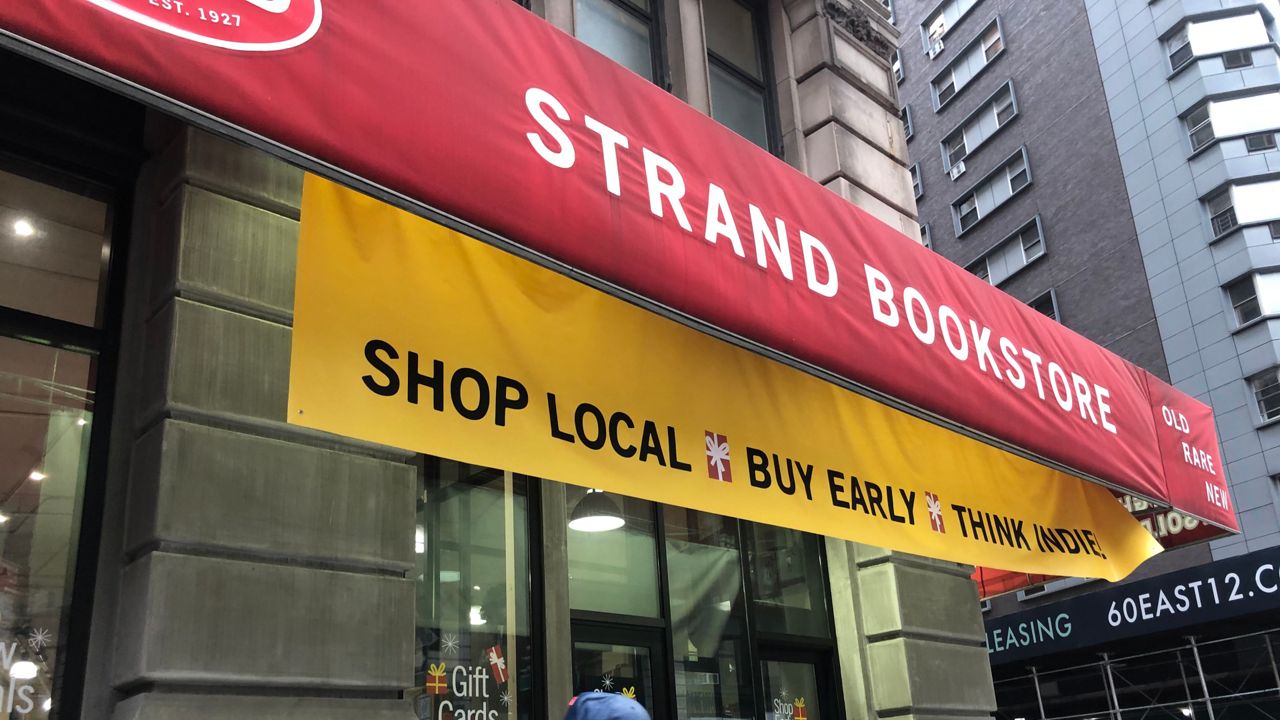 EST. 1927
STRAND BOOKSTORE
OLD
RARE
NEW
SHOP LOCAL BUY EARLY THINK INDIE!
LEASING 60EAST12.C
Gift
Cards
Shop